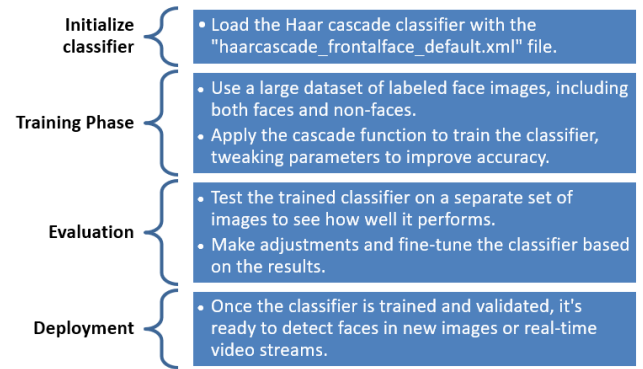 Initialize
classifier
• Load the Haar cascade classifier with the
"haarcascade_frontalface_default.xml" file.
Training Phase
• Use a large dataset of labeled face images, including
both faces and non-faces.
• Apply the cascade function to train the classifier,
tweaking parameters to improve accuracy.
Evaluation
• Test the trained classifier on a separate set of
images to see how well it performs.
• Make adjustments and fine-tune the classifier based
on the results.
Deployment
• Once the classifier is trained and validated, it's
ready to detect faces in new images or real-time
video streams.